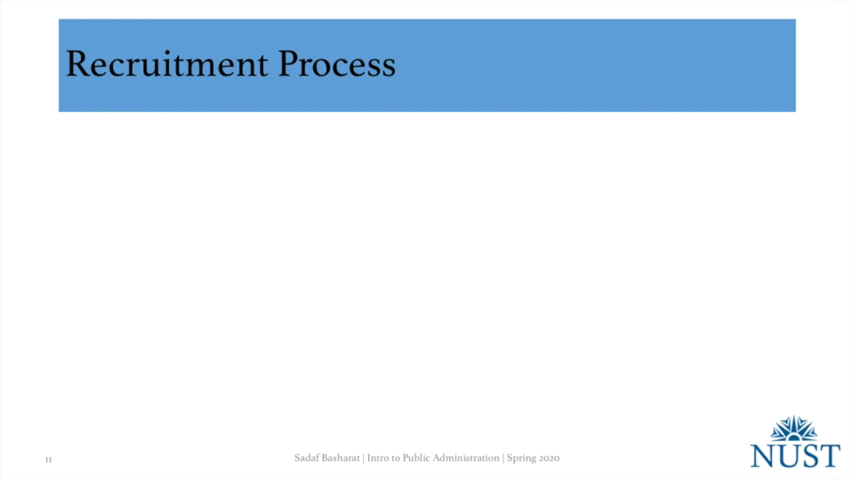 Recruitment Process
11
Sadaf Basharat | Intro to Public Administration | Spring 2020
NUST